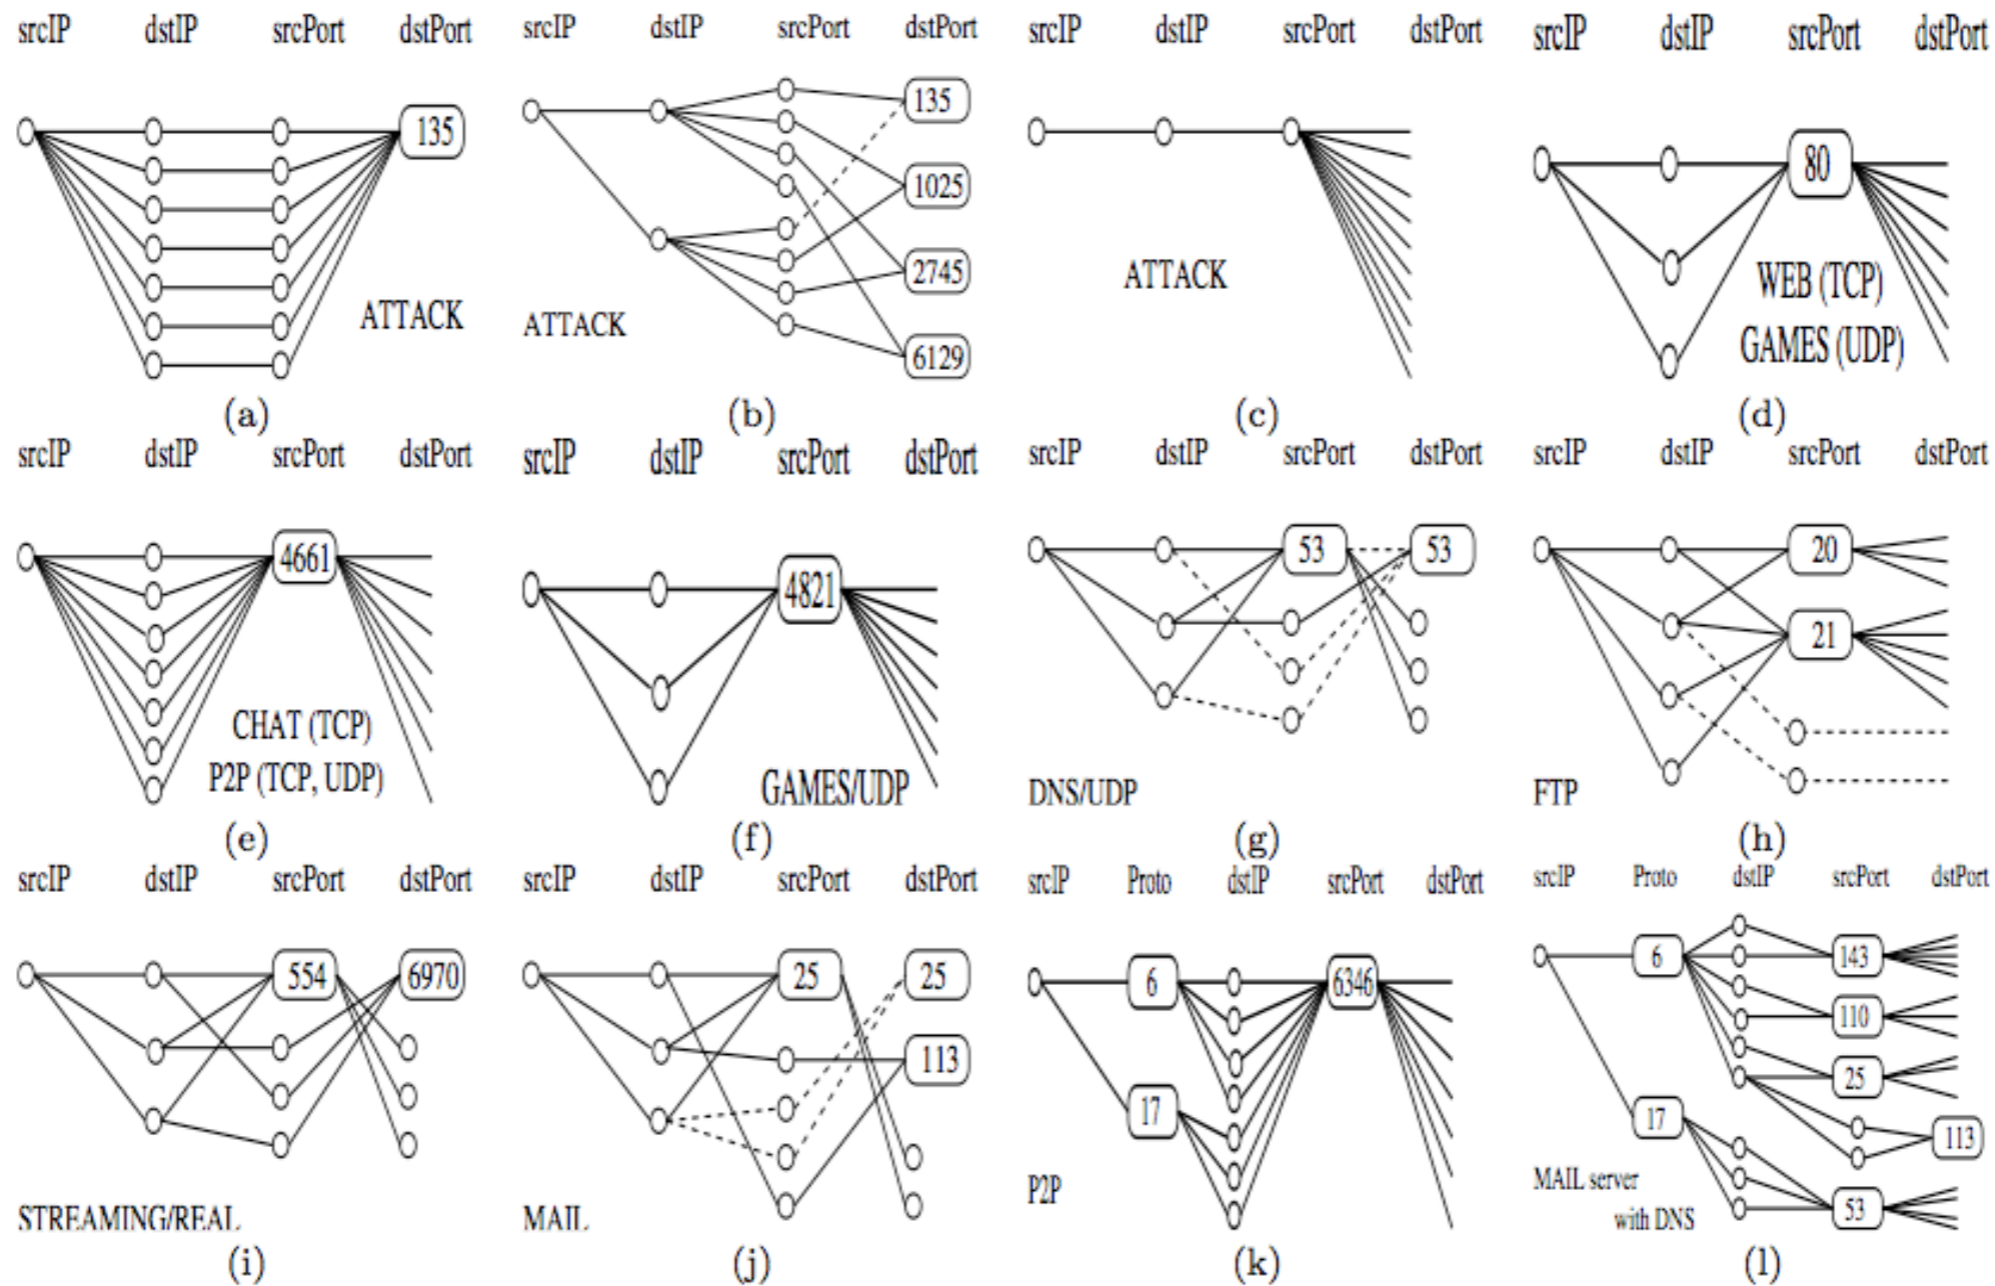 srcIP dstIP srcPort dstPort srcIP dstIP srcPort dstPort srcIP dstIP srcPort dstPort srcIP dstIP srcPort dstPort
135
ATTACK
135
1025
2745
6129
ATTACK
ATTACK
80
WEB (TCP)
GAMES (UDP)
(a) (b) (c) (d)
srcIP dstIP srcPort dstPort srcIP dstIP srcPort dstPort srcIP dstIP srcPort dstPort srcIP dstIP srcPort dstPort
4661
CHAT (TCP)
P2P (TCP, UDP)
4821
GAMES/UDP
53 53
DNS/UDP
20
21
FTP
(e) (f) (g) (h)
srcIP dstIP srcPort dstPort srcIP dstIP srcPort dstPort srcIP Proto dstIP srcPort dstPort srcIP Proto dstIP srcPort dstPort
554 6970
STREAMING/REAL
25 25
113
MAIL
6 6346
17
P2P
6 143
110
25
17 113
53
MAIL server
with DNS
(i) (j) (k) (l)